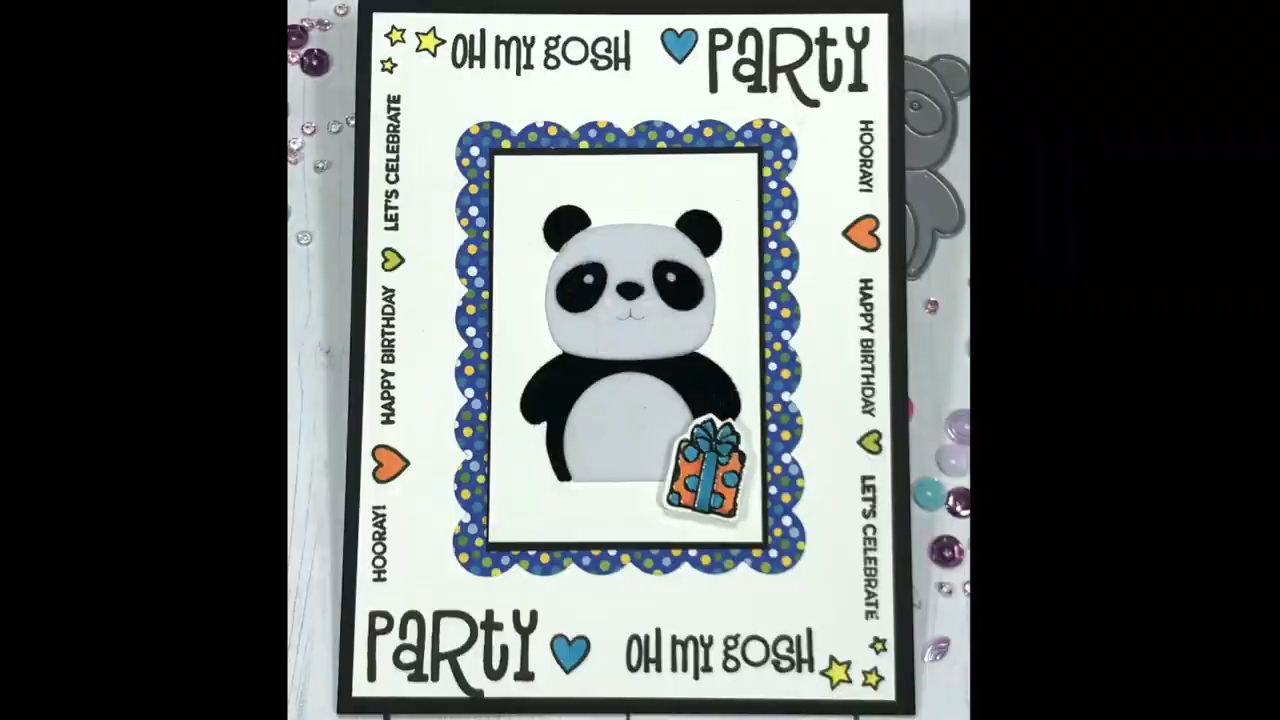 OH MY GOSH PARTY
LET'S CELEBRATE
HAPPY BIRTHDAY
HOORAY!
HOORAY!
HAPPY BIRTHDAY
LET'S CELEBRATE
PARTY OH MY GOSH